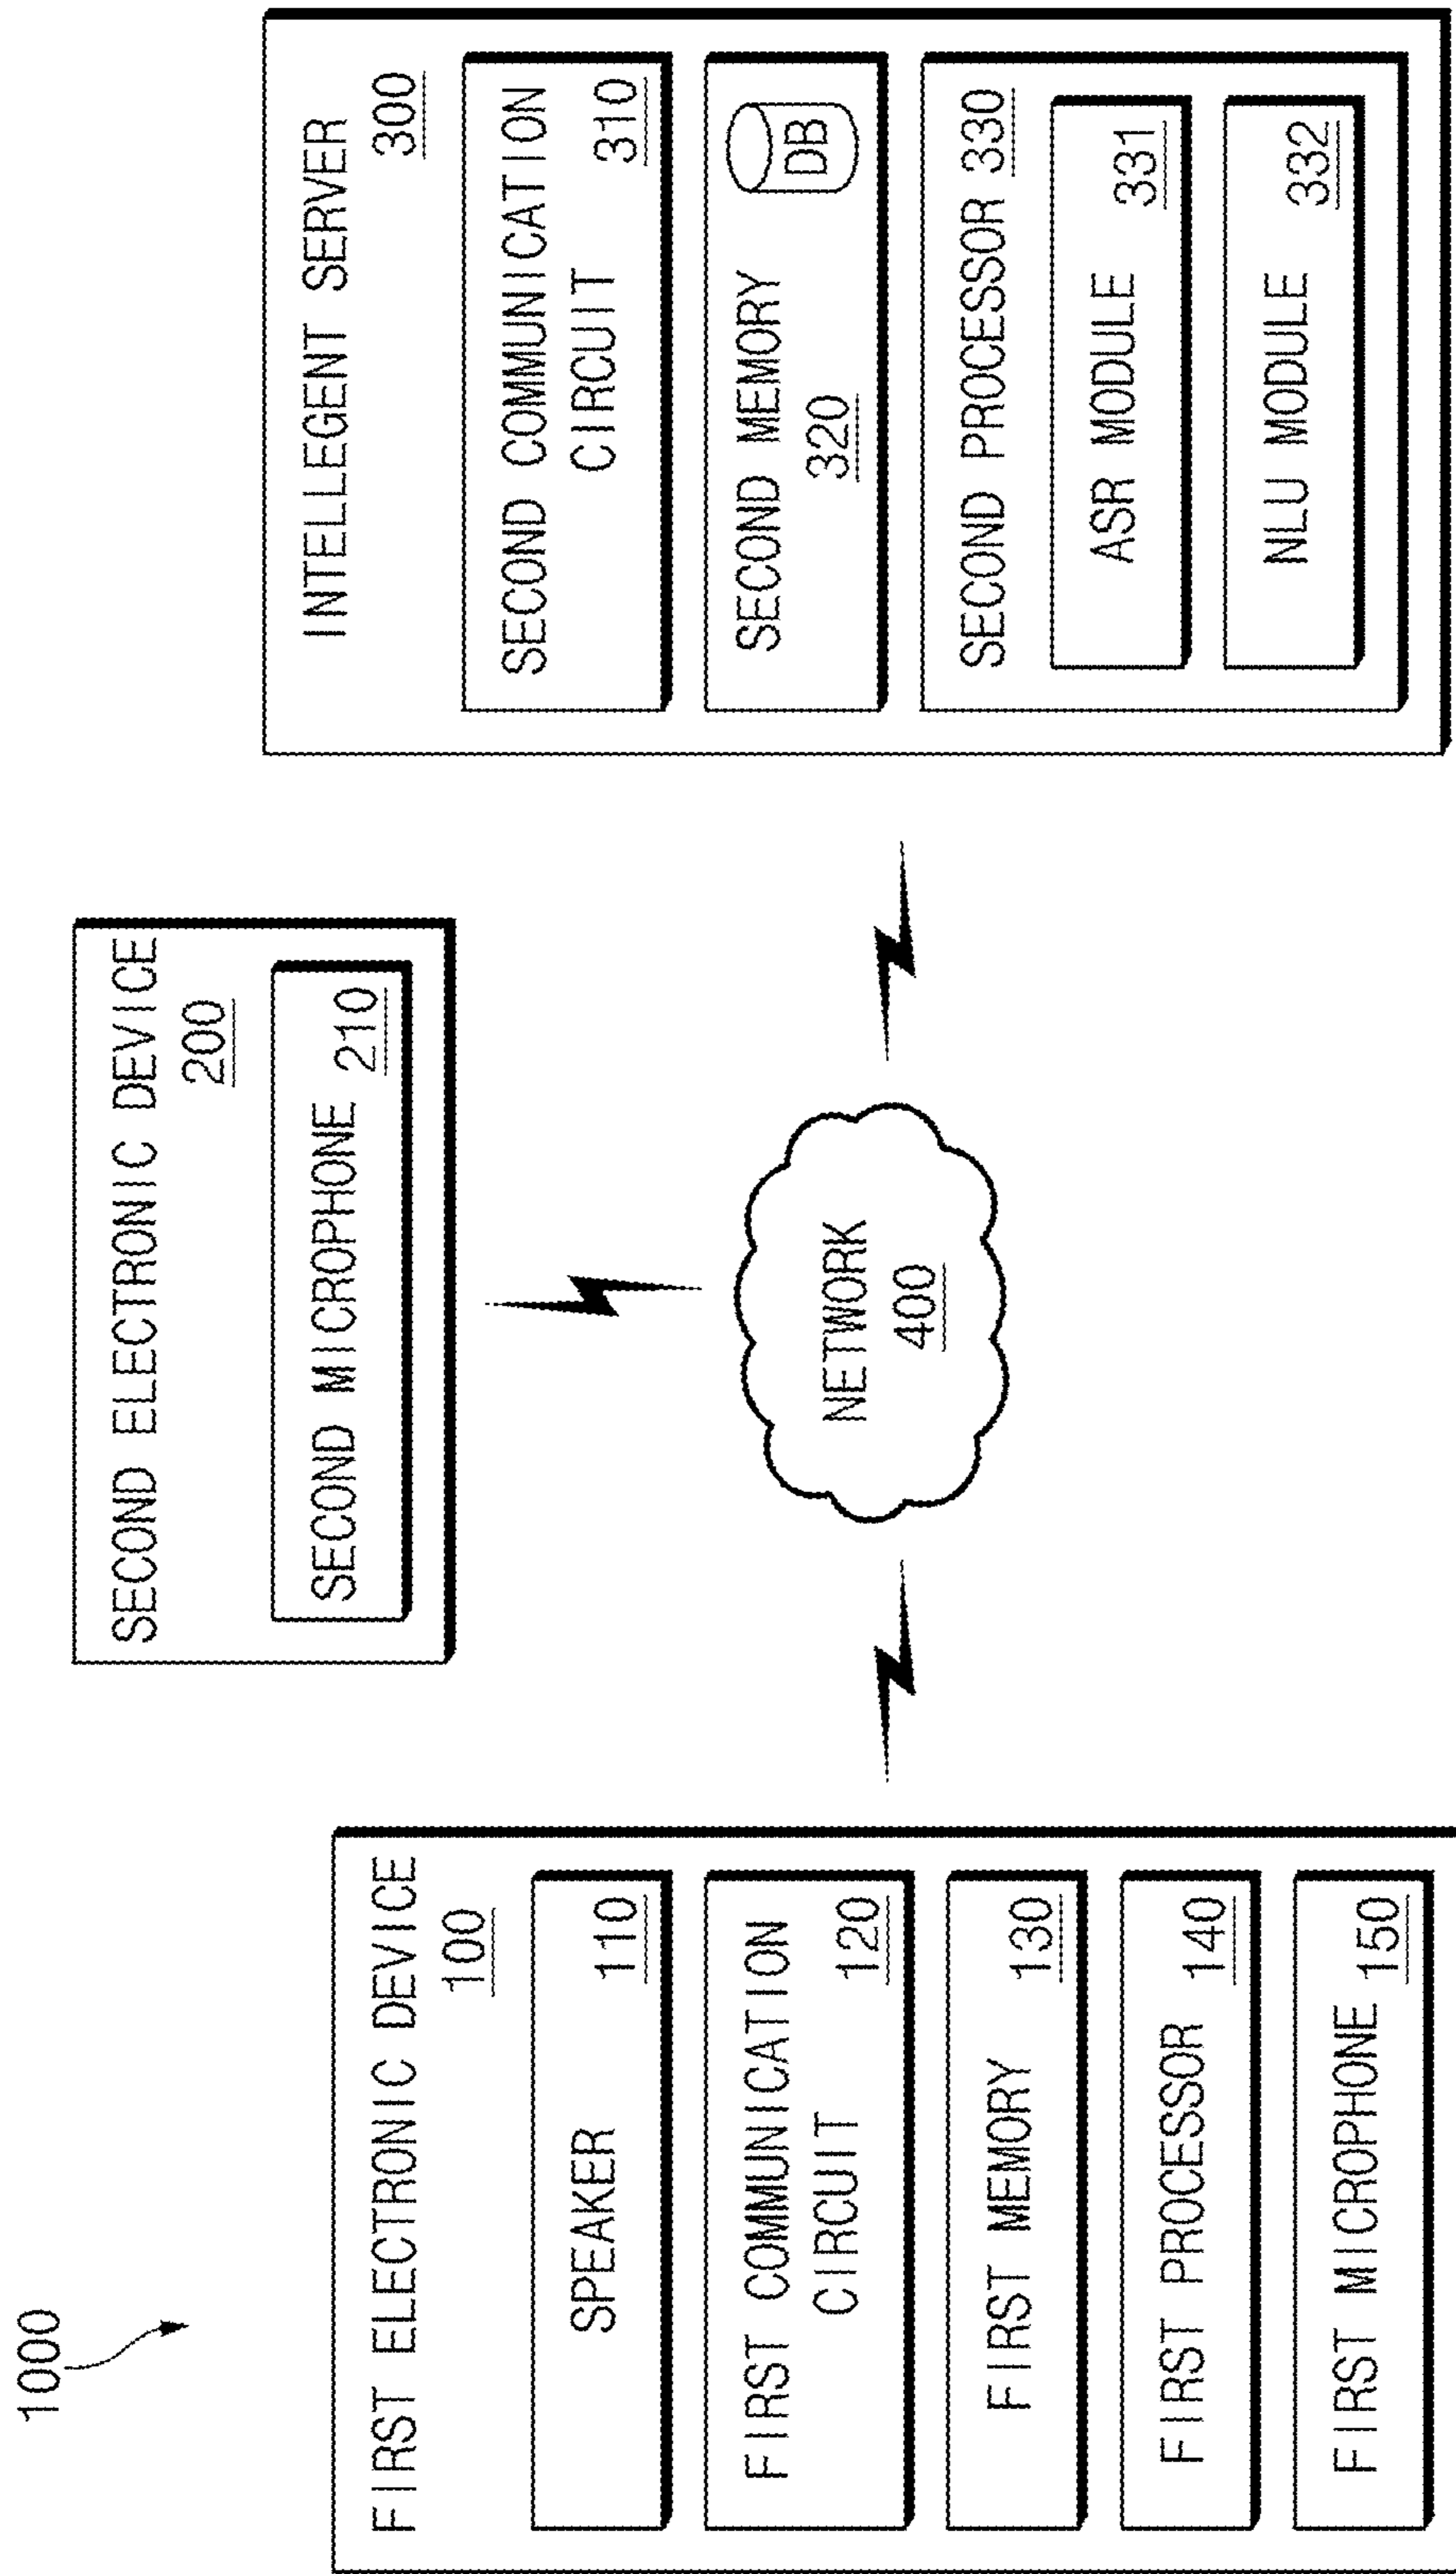 1000
FIRST ELECTRONIC DEVICE
100
SPEAKER
110
FIRST COMMUNICATION
CIRCUIT
120
FIRST MEMORY
130
FIRST PROCESSOR
140
FIRST MICROPHONE
150
SECOND ELECTRONIC DEVICE
200
SECOND MICROPHONE
210
NETWORK
400
INTELLEGENT SERVER
300
SECOND COMMUNICATION
CIRCUIT
310
SECOND MEMORY
320
DB
SECOND PROCESSOR 330
ASR MODULE
331
NLU MODULE
332